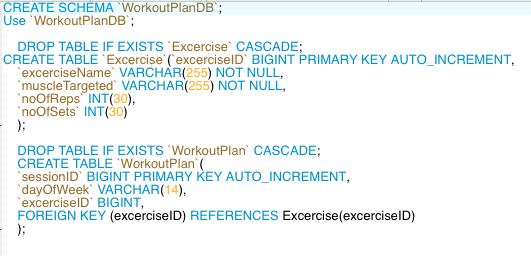 CREATE SCHEMA `WorkoutPlanDB`;
Use `WorkoutPlanDB`;
DROP TABLE IF EXISTS `Excercise` CASCADE;
CREATE TABLE `Excercise`(`excerciseID` BIGINT PRIMARY KEY AUTO_INCREMENT,
`excerciseName` VARCHAR(255) NOT NULL,
`muscleTargeted` VARCHAR(255) NOT NULL,
`noOfReps` INT(30),
`noOfSets` INT(30)
);
DROP TABLE IF EXISTS `WorkoutPlan` CASCADE;
CREATE TABLE `WorkoutPlan`(
`sessionID` BIGINT PRIMARY KEY AUTO_INCREMENT,
`dayOfWeek` VARCHAR(14),
`excerciseID` BIGINT,
FOREIGN KEY (excerciseID) REFERENCES Excercise(excerciseID)
);